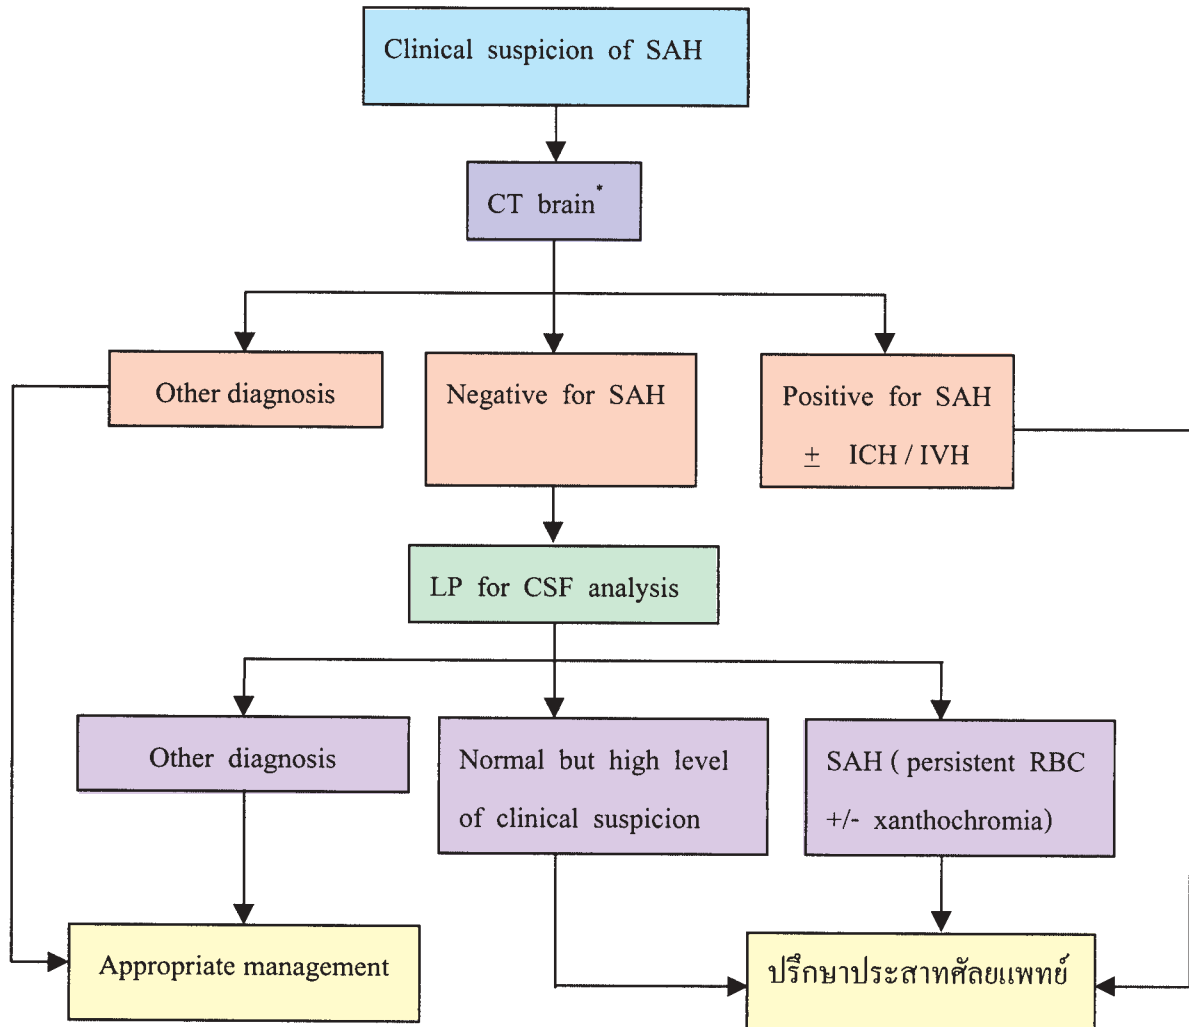 Clinical suspicion of SAH
CT brain*
Other diagnosis
Negative for SAH
Positive for SAH
± ICH / IVH
LP for CSF analysis
Other diagnosis
Normal but high level
of clinical suspicion
SAH ( persistent RBC
+/- xanthochromia)
Appropriate management
ปรึกษาประสาทศัลยแพทย์